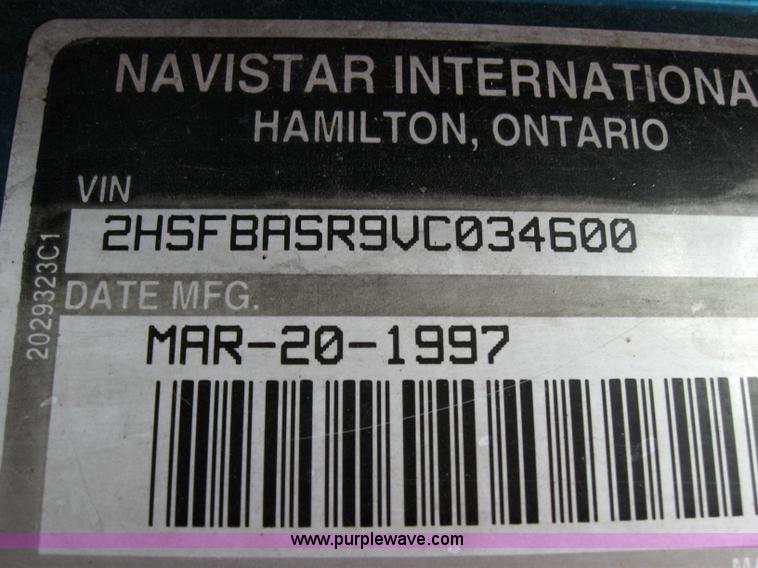 NAVISTAR INTERNATIONA
HAMILTON, ONTARIO
VIN
2HSFBASR9VC034600
DATE MFG.
MAR-20-1997
2029323C1
www.purplewave.com